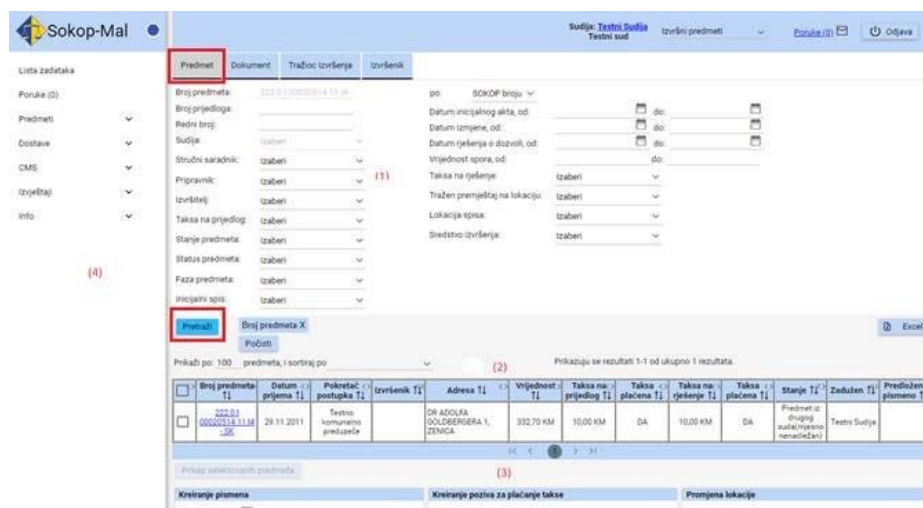 Sokop-Mal
Sudija: Testni Sudija
Testni sud
Izvršni predmeti
Poruke (0)
Odjava
Lista zadataka
Poruke (0)
Predmeti
Dostave
CMS
Izvještaji
Info
(4)
Predmet Dokument Tražioc izvršenja Izvršenik
Broj predmeta:
po: SOKOP broju
Broj prijedloga:
Datum inicijalnog akta, od: do:
Redni broj:
Datum izmjene, od: do:
Sudija: Izaberi
Datum rješenja o dozvoli, od: do:
Stručni saradnik: Izaberi
Vrijednost spora, od: do:
Pripravnik: Izaberi
(1)
Taksa na rješenje: Izaberi
Izvršitelj: Izaberi
Tražen premještaj na lokaciju: Izaberi
Taksa na prijedlog: Izaberi
Lokacija spisa: Izaberi
Stanje predmeta: Izaberi
Sredstvo izvršenja: Izaberi
Status predmeta: Izaberi
Faza predmeta: Izaberi
Inicijalni spis: Izaberi
Pretraži
Broj predmeta X
Excel
Počisti
Prikaži po: 100 predmeta, i sortiraj po
(2)
Prikazuju se rezultati 1-1 od ukupno 1 rezultata.
Broj predmeta Datum prijema Pokretač postupka Izvršenik Adresa Vrijednost Taksa na prijedlog Taksa plaćena Taksa na rješenje Taksa plaćena Stanje Zadužen Predložen pismeno
29.11.2011 Testno komunalno preduzeće DR ADOLFA GOLDBERGERA 1, ZENICA 332,70 KM 10,00 KM DA 10,00 KM DA Predmet iz drugog suda(mjesno nenadležan) Testni Sudija
1
Prikaz selektovanih predmeta
(3)
Kreiranje pismena
Kreiranje poziva za plaćanje takse
Promjena lokacije